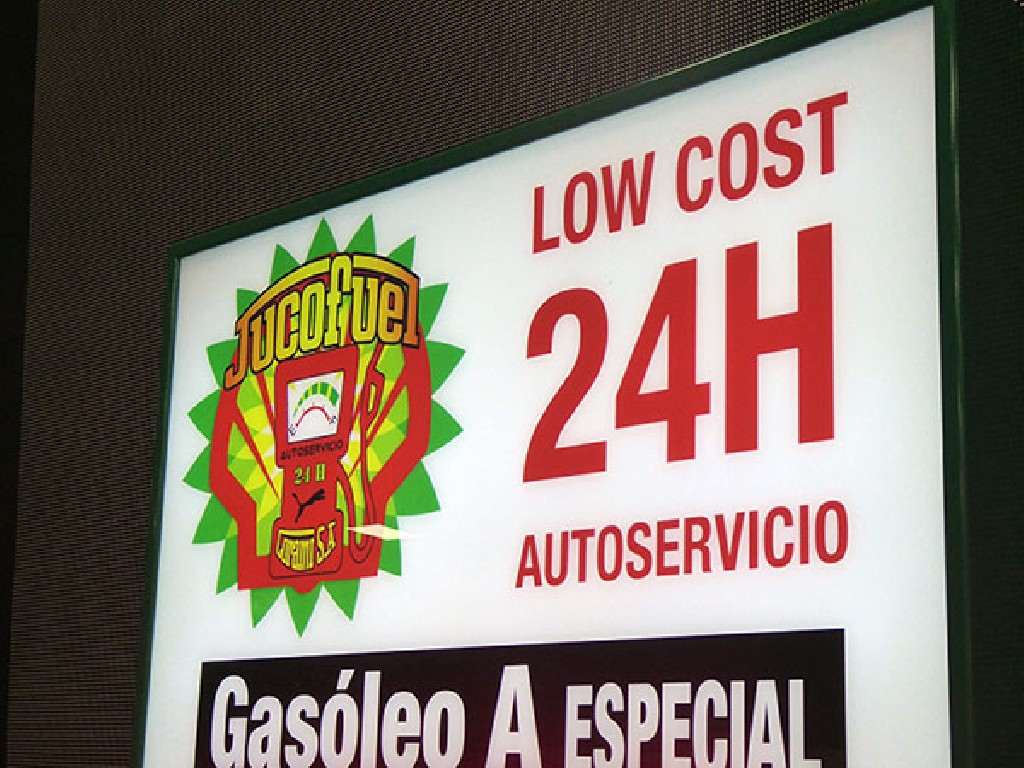 LOW COST
24H
AUTOSERVICIO
Jucofuel
AUTOSERVICIO
24 H
S.A
Gasóleo A ESPECIAL